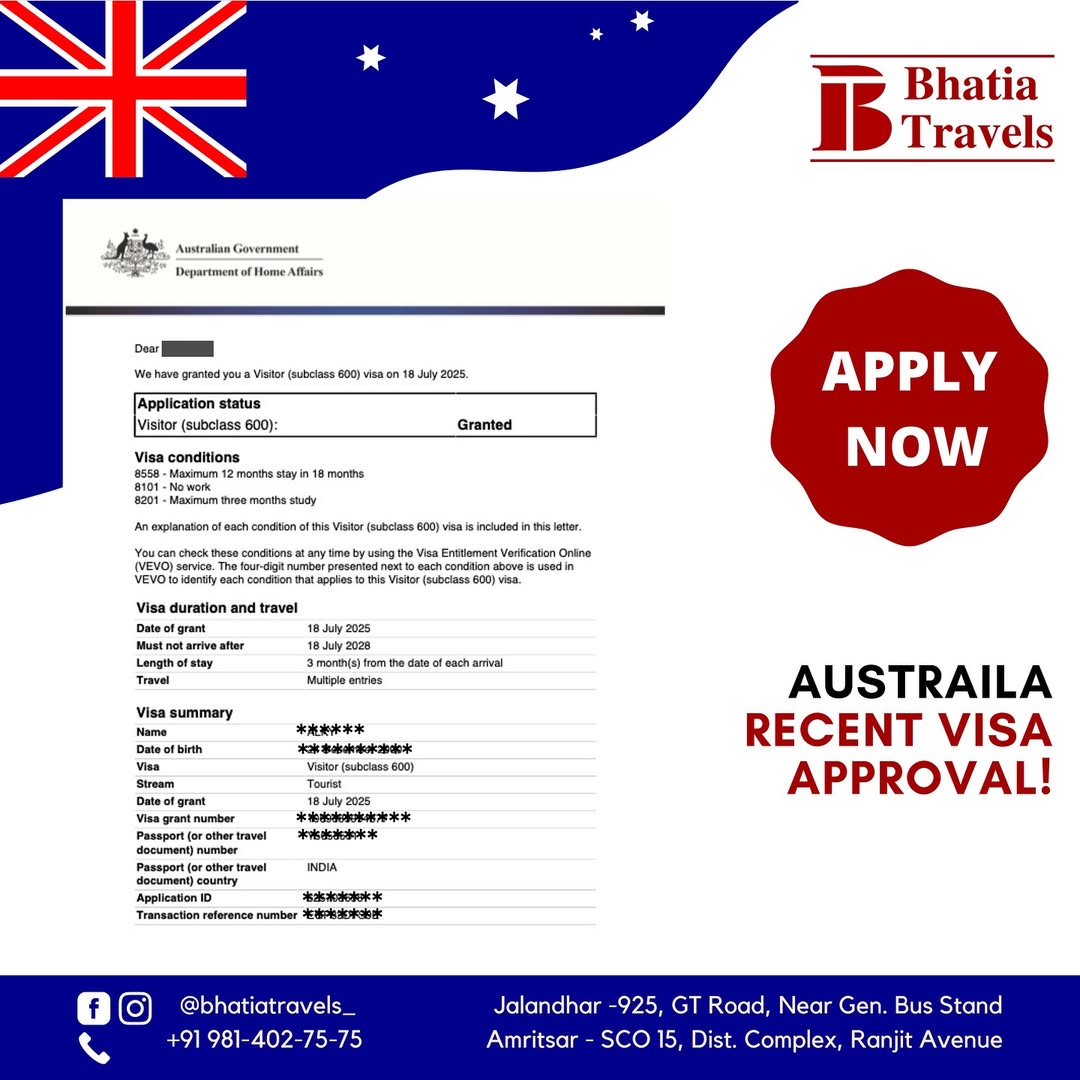 Bhatia
Travels
Australian Government
Department of Home Affairs
Dear
We have granted you a Visitor (subclass 600) visa on 18 July 2025.
Application status
Visitor (subclass 600): Granted
Visa conditions
8558 - Maximum 12 months stay in 18 months
8101 - No work
8201 - Maximum three months study
An explanation of each condition of this Visitor (subclass 600) visa is included in this letter.
You can check these conditions at any time by using the Visa Entitlement Verification Online
(VEVO) service. The four-digit number presented next to each condition above is used in
VEVO to identify each condition that applies to this Visitor (subclass 600) visa.
Visa duration and travel
Date of grant 18 July 2025
Must not arrive after 18 July 2028
Length of stay 3 month(s) from the date of each arrival
Travel Multiple entries
Visa summary
Name ******
Date of birth **********
Visa Visitor (subclass 600)
Stream Tourist
Date of grant 18 July 2025
Visa grant number **********
Passport (or other travel
document) number *******
Passport (or other travel
document) country INDIA
Application ID *******
Transaction reference number *******
APPLY
NOW
AUSTRAILA
RECENT VISA
APPROVAL!
@bhatiatravels_
+91 981-402-75-75
Jalandhar -925, GT Road, Near Gen. Bus Stand
Amritsar - SCO 15, Dist. Complex, Ranjit Avenue